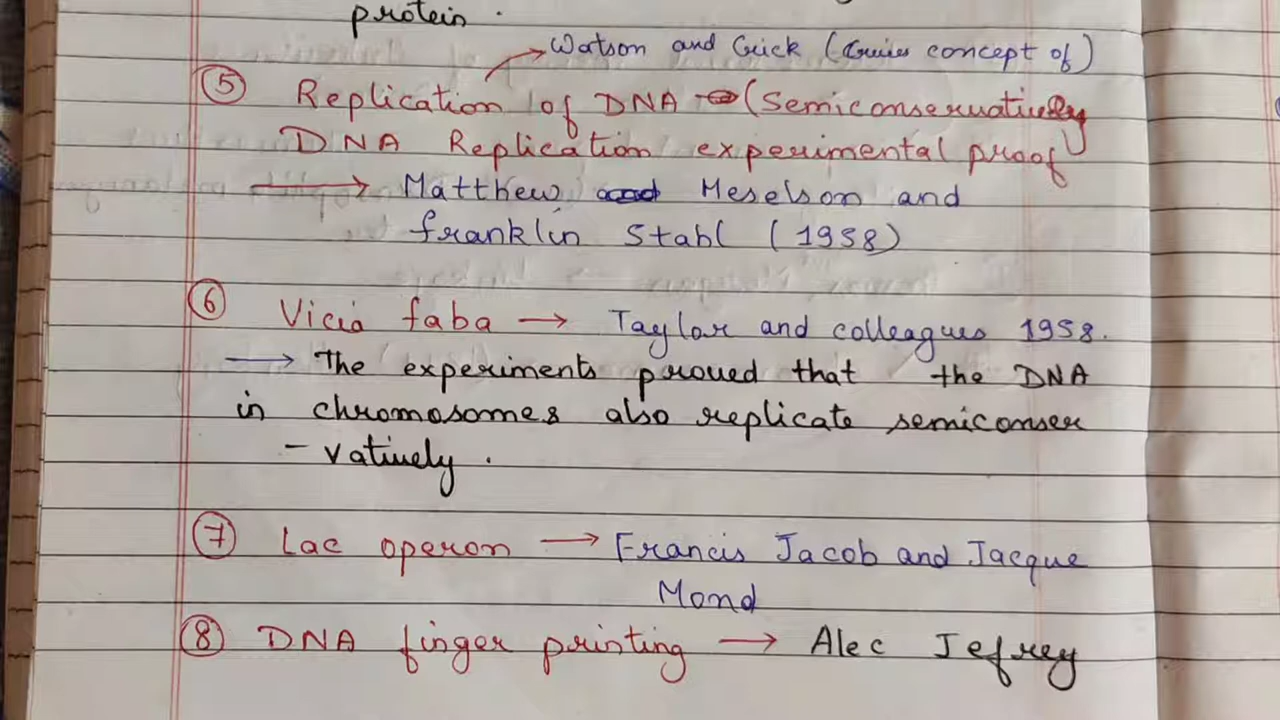 protein.
Watson and Crick (Guies concept of)
⑤ Replication of DNA (Semiconservatively
DNA Replication experimental proof
→ Matthew and Meselson and
franklin Stahl (1958)
⑥ Vicia faba → Taylor and colleagues 1958.
→ The experiments proved that the DNA
in chromosomes also replicate semiconser
- vatively.
⑦ Lac operon → Francis Jacob and Jacque
Mond
⑧ DNA finger printing → Alec Jefrey